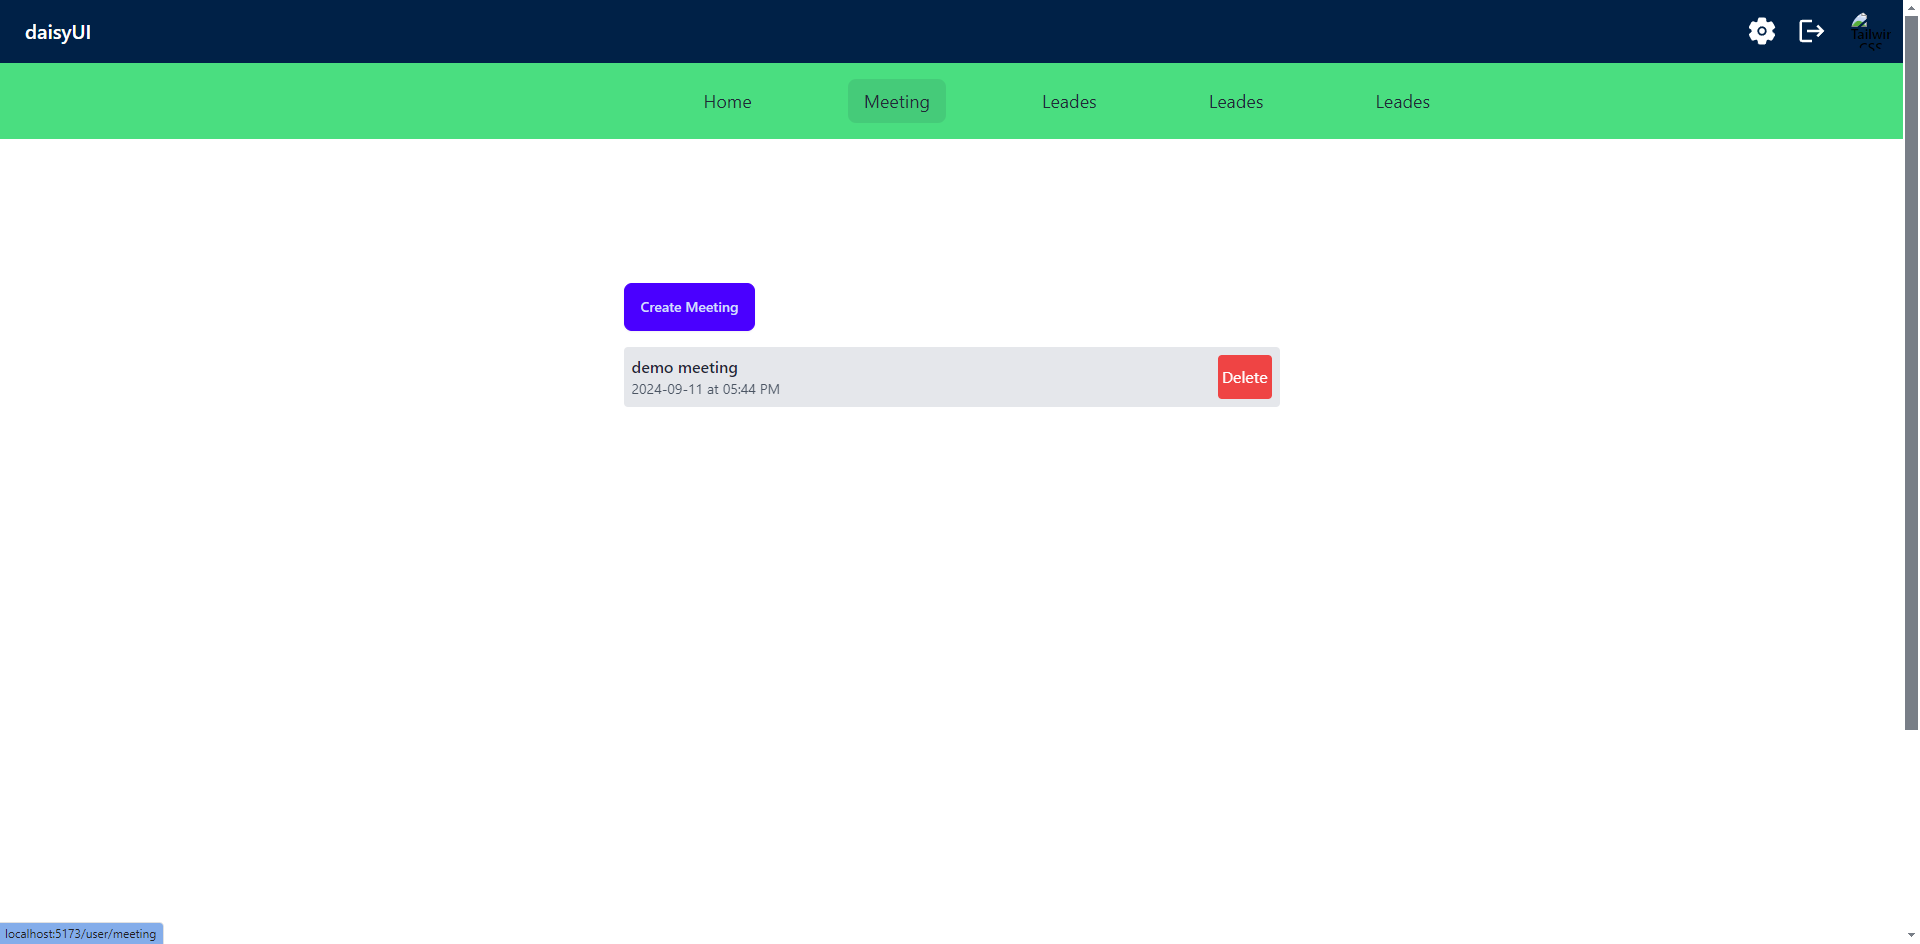 daisyUI
Tailwin
CSS
Home
Meeting
Leades
Leades
Leades
Create Meeting
demo meeting
2024-09-11 at 05:44 PM
Delete
localhost:5173/user/meeting